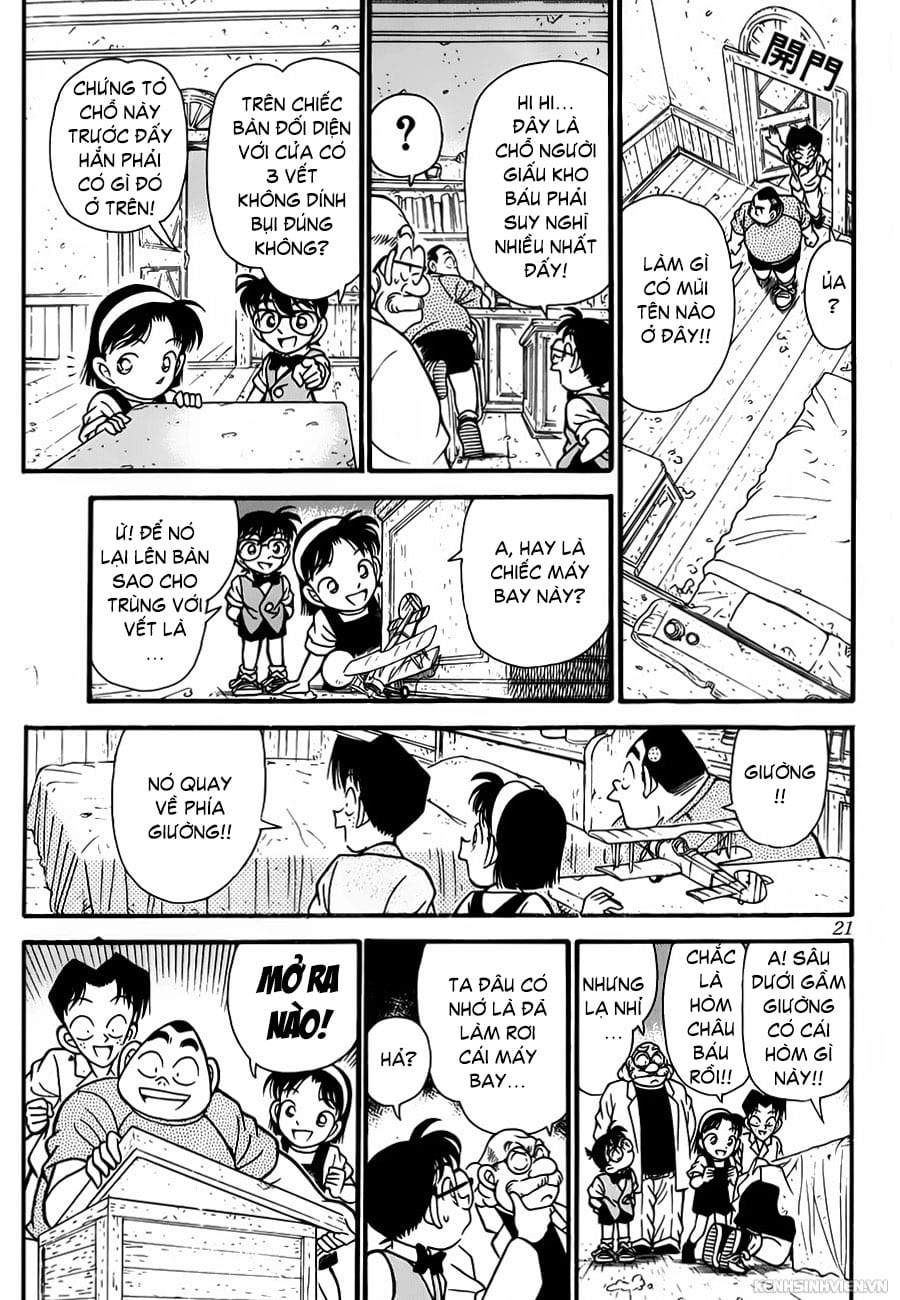 開門
ỦA
?
LÀM GÌ
CÓ MŨI
TÊN NÀO
Ở ĐÂY!!
HI HI...
ĐÂY LÀ
CHỖ NGƯỜI
GIẤU KHO
BÁU PHẢI
SUY NGHĨ
NHIỀU NHẤT
ĐẤY!
?
TRÊN CHIẾC
BÀN ĐỐI DIỆN
VỚI CỬA CÓ
3 VẾT
KHÔNG DÍNH
BỤI ĐÚNG
KHÔNG?
CHỨNG TỎ
CHỖ NÀY
TRƯỚC ĐẤY
HẲN PHẢI
CÓ GÌ ĐÓ
Ở TRÊN!
A, HAY LÀ
CHIẾC MÁY
BAY NÀY?
Ừ! ĐỂ NÓ
LẠI LÊN BÀN
SAO CHO
TRÙNG VỚI
VẾT LÀ
...
GIƯỜNG
!!
NÓ QUAY
VỀ PHÍA
GIƯỜNG!!
21
A! SÂU
DƯỚI GẦM
GIƯỜNG
CÓ CÁI
HÒM GÌ
NÀY!!
CHẮC
LÀ
HÒM
CHÂU
BÁU
RỒI!!
NHƯNG
LẠ NHỈ
...
TA ĐÂU CÓ
NHỚ LÀ ĐÃ
LÀM RƠI
CÁI MÁY
BAY...
HẢ?
MỞ RA
NÀO!
KENHSINHVIEN.VN